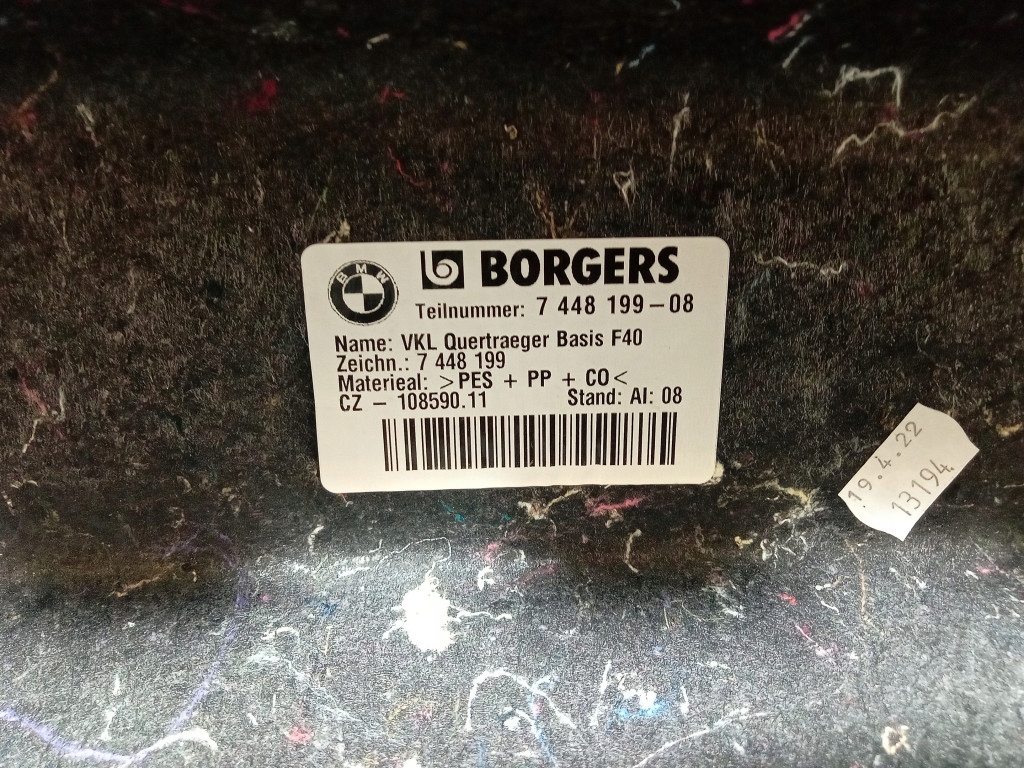 BMW
BORGERS
Teilnummer: 7 448 199-08
Name: VKL Quertraeger Basis F40
Zeichn.: 7 448 199
Materieal: >PES + PP + CO<
CZ - 108590.11 Stand: AI: 08
19.4.22
13194